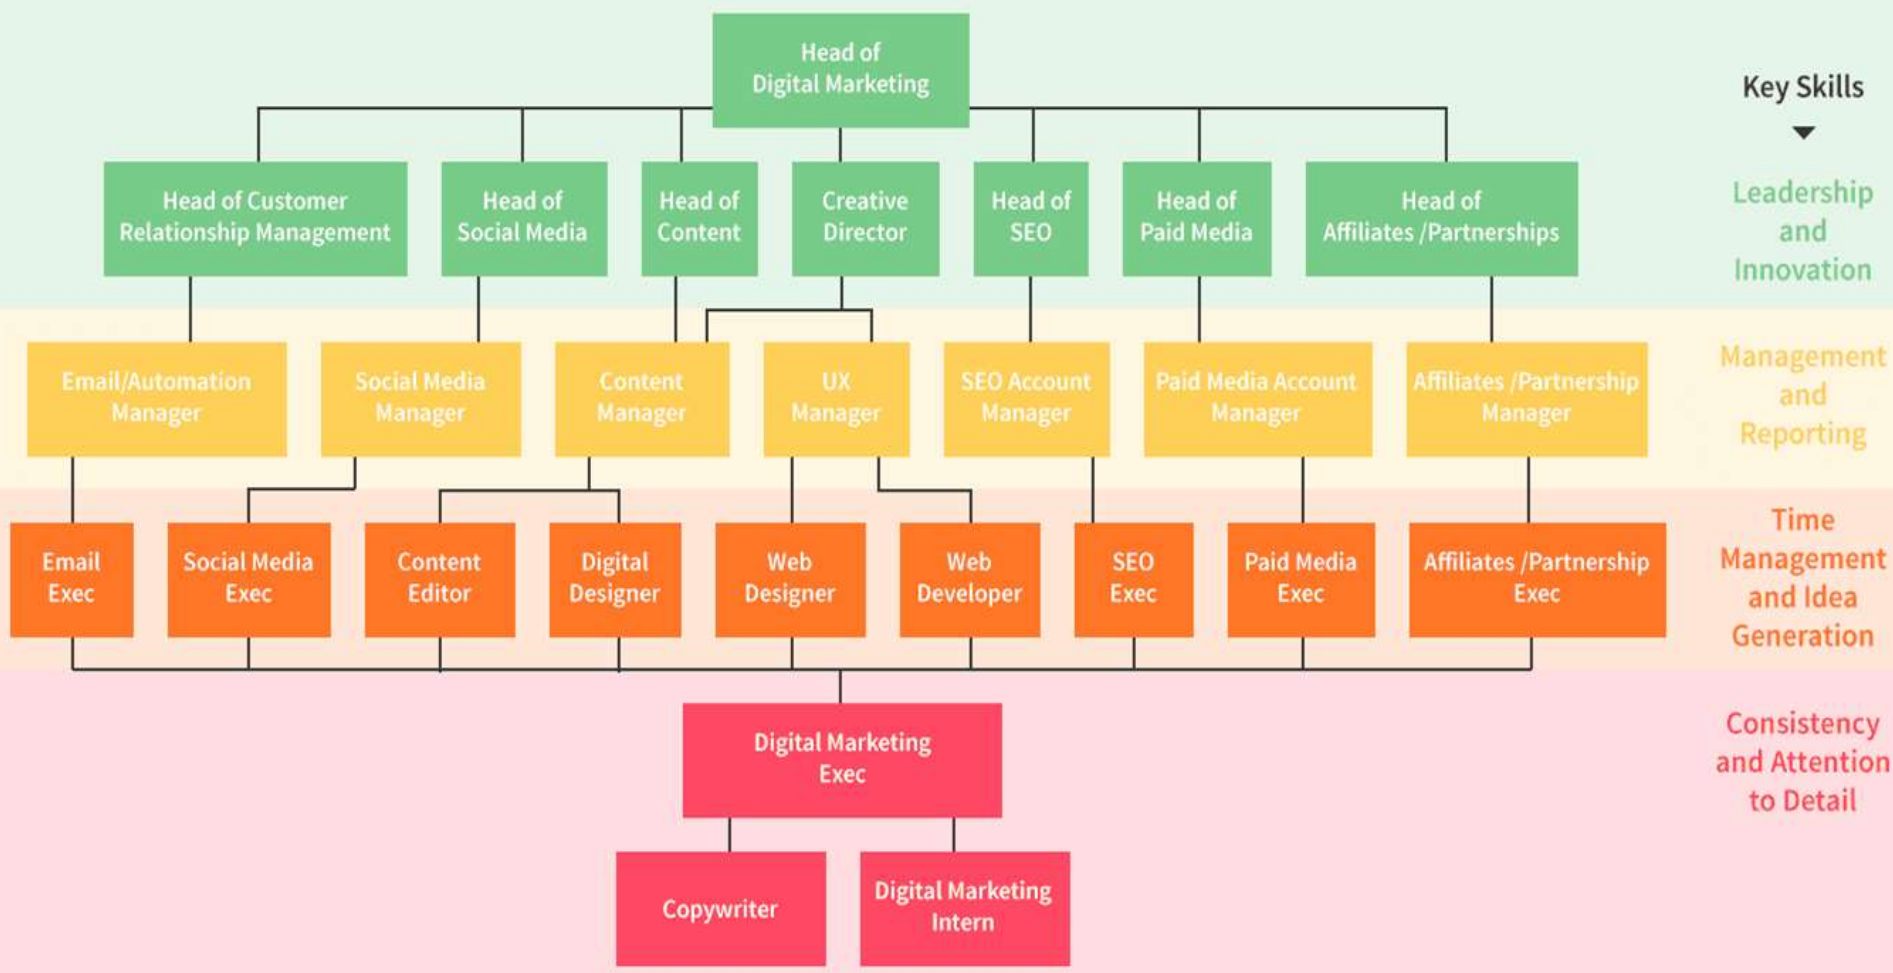 Head of
Digital Marketing
Key Skills
Head of Customer
Relationship Management
Head of
Social Media
Head of
Content
Creative
Director
Head of
SEO
Head of
Paid Media
Head of
Affiliates /Partnerships
Leadership
and
Innovation
Email/Automation
Manager
Social Media
Manager
Content
Manager
UX
Manager
SEO Account
Manager
Paid Media Account
Manager
Affiliates /Partnership
Manager
Management
and
Reporting
Email
Exec
Social Media
Exec
Content
Editor
Digital
Designer
Web
Designer
Web
Developer
SEO
Exec
Paid Media
Exec
Affiliates /Partnership
Exec
Time
Management
and Idea
Generation
Digital Marketing
Exec
Consistency
and Attention
to Detail
Copywriter
Digital Marketing
Intern